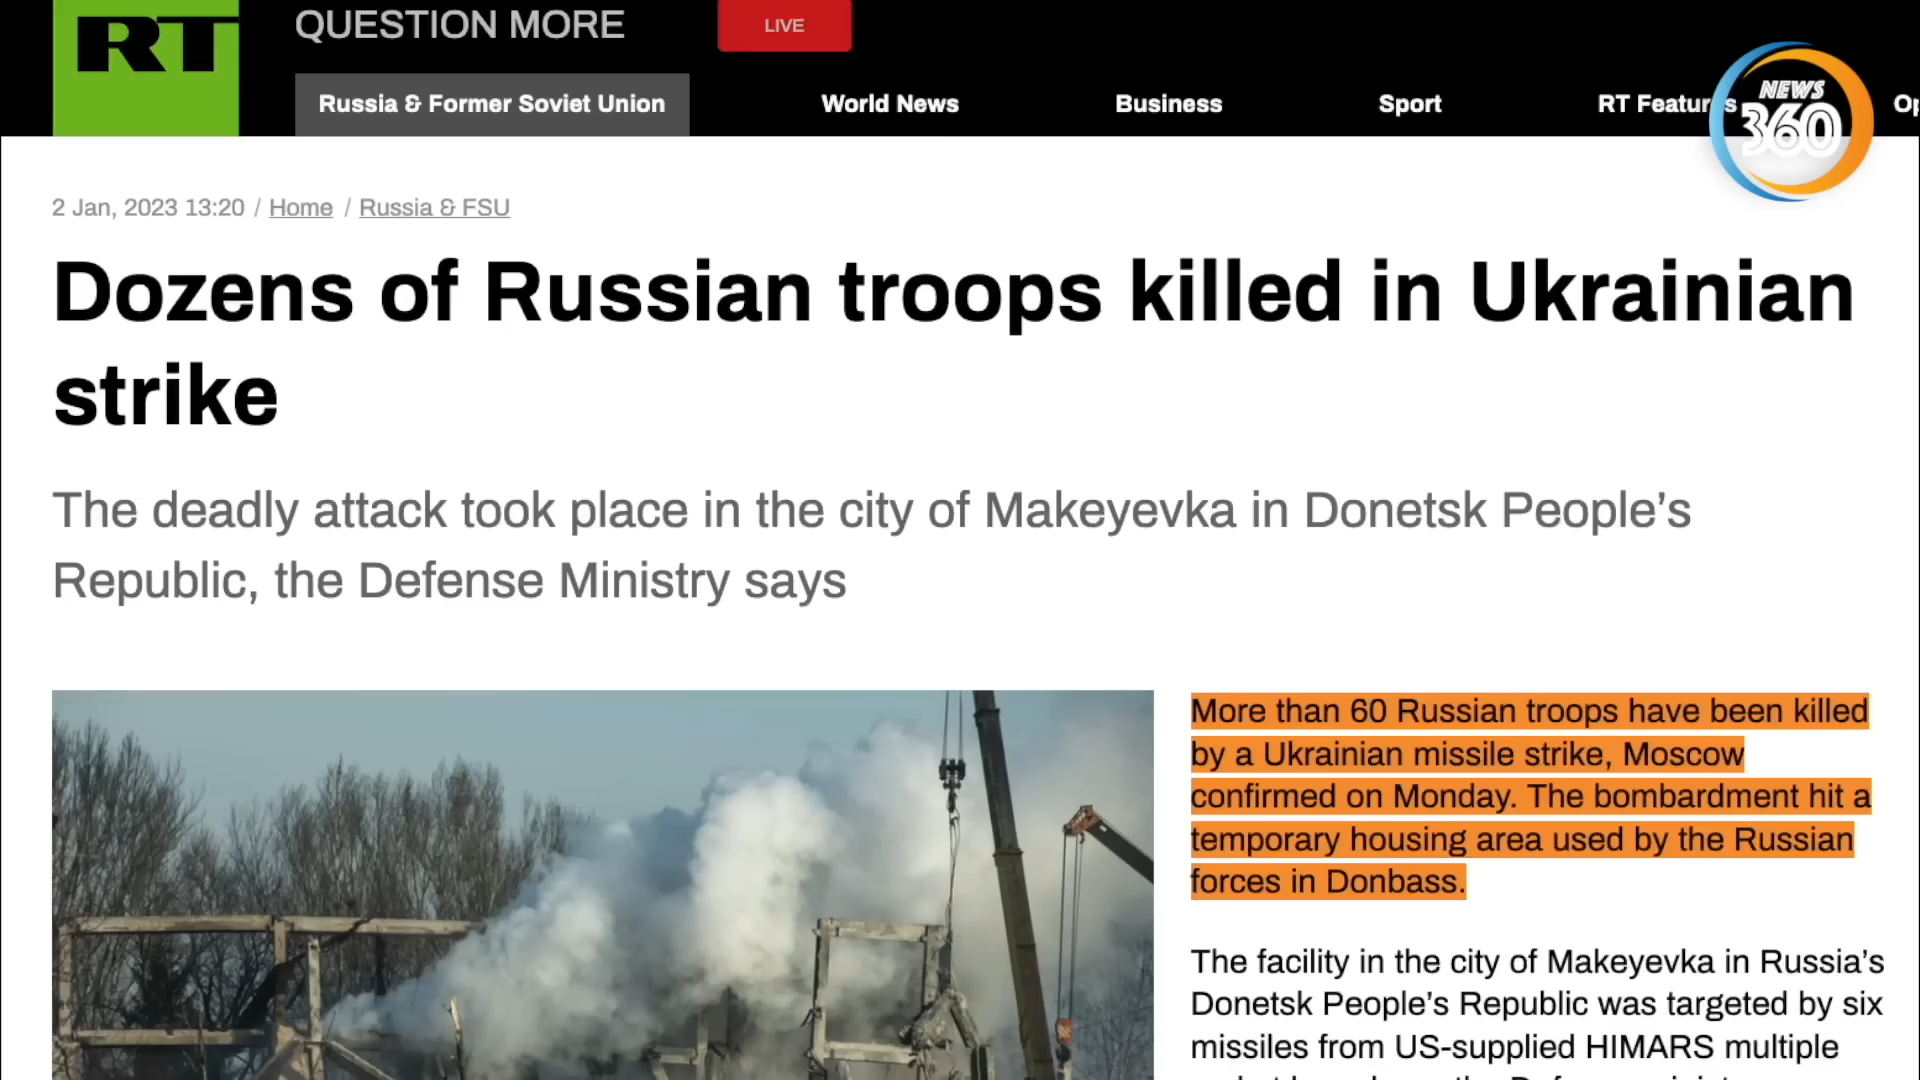 RT
QUESTION MORE
LIVE
Russia & Former Soviet Union
World News
Business
Sport
RT Features
NEWS
360
2 Jan, 2023 13:20 / Home / Russia & FSU
Dozens of Russian troops killed in Ukrainian
strike
The deadly attack took place in the city of Makeyevka in Donetsk People’s
Republic, the Defense Ministry says
More than 60 Russian troops have been killed
by a Ukrainian missile strike, Moscow
confirmed on Monday. The bombardment hit a
temporary housing area used by the Russian
forces in Donbass.
The facility in the city of Makeyevka in Russia’s
Donetsk People’s Republic was targeted by six
missiles from US-supplied HIMARS multiple